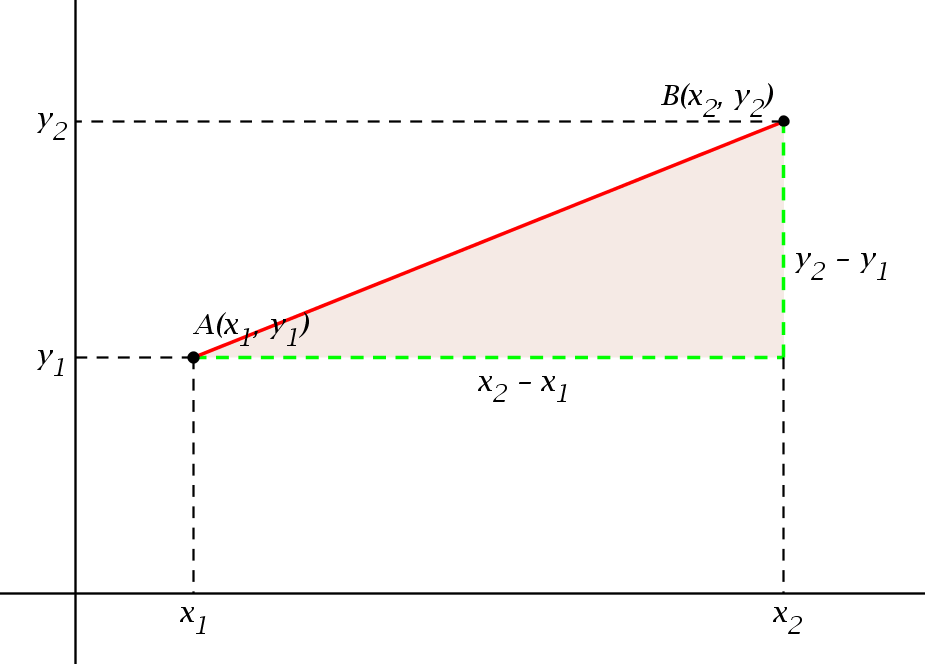 B(x₂, y₂)
y₂
y₂ – y₁
A(x₁, y₁)
y₁
x₂ – x₁
x₁
x₂